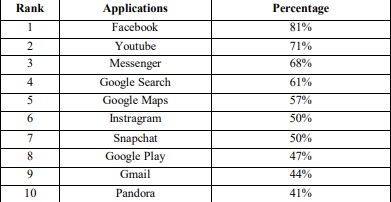 Rank Applications Percentage
1 Facebook 81%
2 Youtube 71%
3 Messenger 68%
4 Google Search 61%
5 Google Maps 57%
6 Instragram 50%
7 Snapchat 50%
8 Google Play 47%
9 Gmail 44%
10 Pandora 41%